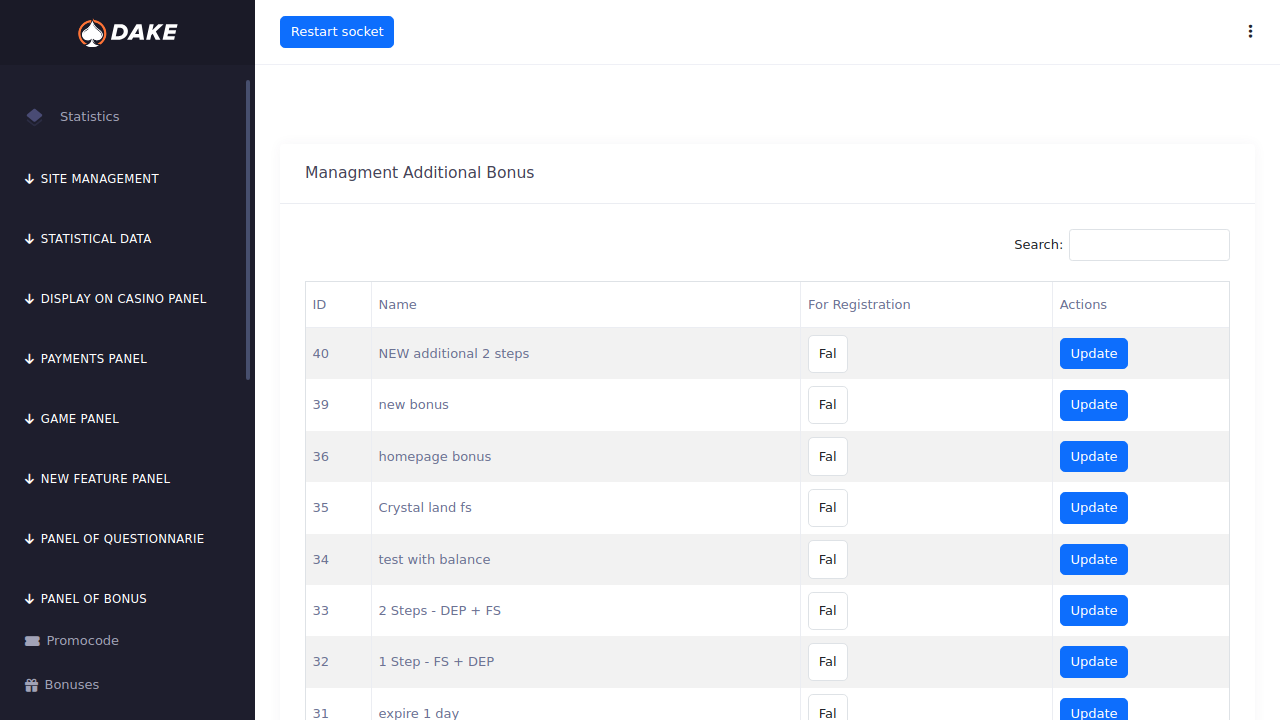 DAKE
Restart socket
Statistics
SITE MANAGEMENT
STATISTICAL DATA
DISPLAY ON CASINO PANEL
PAYMENTS PANEL
GAME PANEL
NEW FEATURE PANEL
PANEL OF QUESTIONNARIE
PANEL OF BONUS
Promocode
Bonuses
Managment Additional Bonus
Search:
ID Name For Registration Actions
40 NEW additional 2 steps Fal Update
39 new bonus Fal Update
36 homepage bonus Fal Update
35 Crystal land fs Fal Update
34 test with balance Fal Update
33 2 Steps - DEP + FS Fal Update
32 1 Step - FS + DEP Fal Update
31 expire 1 day Fal Update